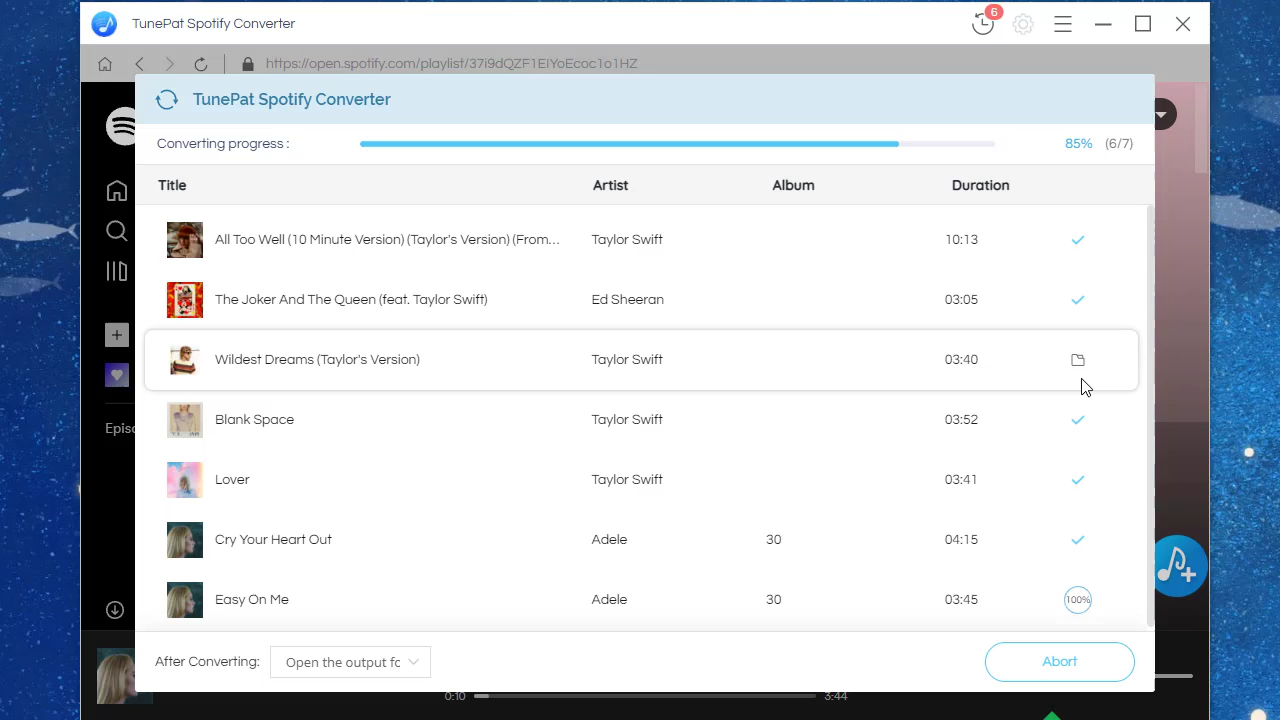 TunePat Spotify Converter
6
https://open.spotify.com/playlist/37i9dQZF1EIYoEcoc1o1HZ
TunePat Spotify Converter
Converting progress :
85% (6/7)
Title Artist Album Duration
All Too Well (10 Minute Version) (Taylor's Version) (From... Taylor Swift 10:13
The Joker And The Queen (feat. Taylor Swift) Ed Sheeran 03:05
Wildest Dreams (Taylor's Version) Taylor Swift 03:40
Blank Space Taylor Swift 03:52
Lover Taylor Swift 03:41
Cry Your Heart Out Adele 30 04:15
Easy On Me Adele 30 03:45 100%
Episo
After Converting: Open the output fc
Abort
0:10 3:44